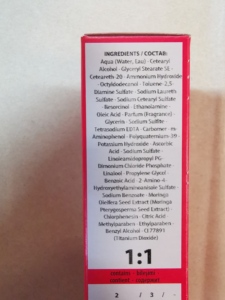 INGREDIENTS / СОСТАВ:
Aqua (Water, Eau) - Cetearyl
Alcohol - Glyceryl Stearate SE -
Ceteareth-20 - Ammonium Hydroxide
- Octyldodecanol - Toluene-2,5-
Diamine Sulfate - Sodium Laureth
Sulfate - Sodium Cetearyl Sulfate
- Resorcinol - Ethanolamine -
Oleic Acid - Parfum (Fragrance) -
Glycerin - Sodium Sulfite -
Tetrasodium EDTA - Carbomer - m-
Aminophenol - Polyquaternium-39 -
Potassium Hydroxide - Ascorbic
Acid - Sodium Sulfate -
Linoleamidopropyl PG-
Dimonium Chloride Phosphate -
Linalool - Propylene Glycol -
Benzoic Acid - 2-Amino-4-
Hydroxyethylaminoanisole Sulfate -
Sodium Benzoate - Moringa
Oleifera Seed Extract (Moringa
Pterygosperma Seed Extract) -
Chlorphenesin - Citric Acid -
Methylparaben - Ethylparaben -
Benzyl Alcohol - CI 77891
(Titanium Dioxide)
1:1
2 / 3 / -